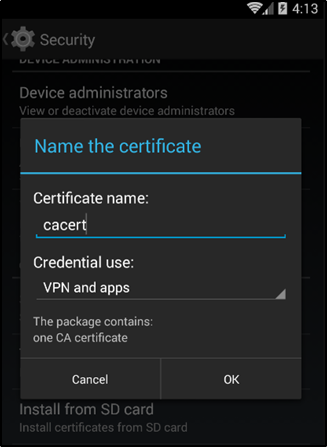 4:13
Security
DEVICE ADMINISTRATION
Device administrators
View or deactivate device administrators
Name the certificate
Certificate name:
cacert
Credential use:
VPN and apps
The package contains:
one CA certificate
Cancel OK
Install from SD card
Install certificates from SD card